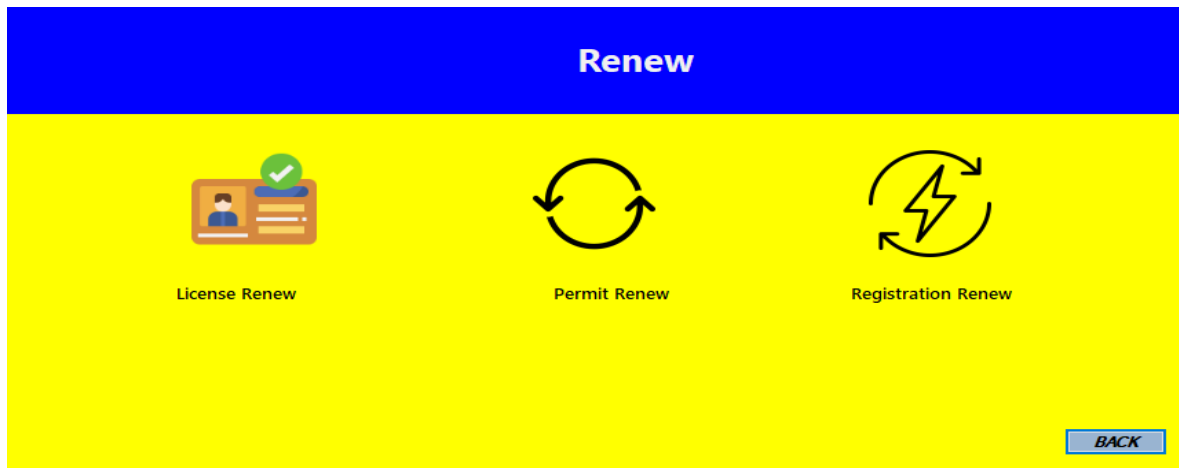 Renew
License Renew
Permit Renew
Registration Renew
BACK